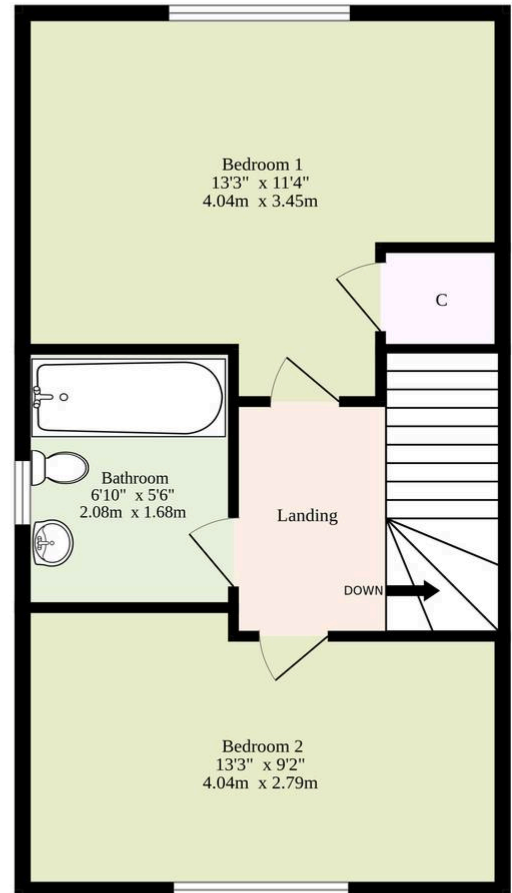 Bedroom 1
13'3" x 11'4"
4.04m x 3.45m
C
Bathroom
6'10" x 5'6"
2.08m x 1.68m
Landing
DOWN
Bedroom 2
13'3" x 9'2"
4.04m x 2.79m